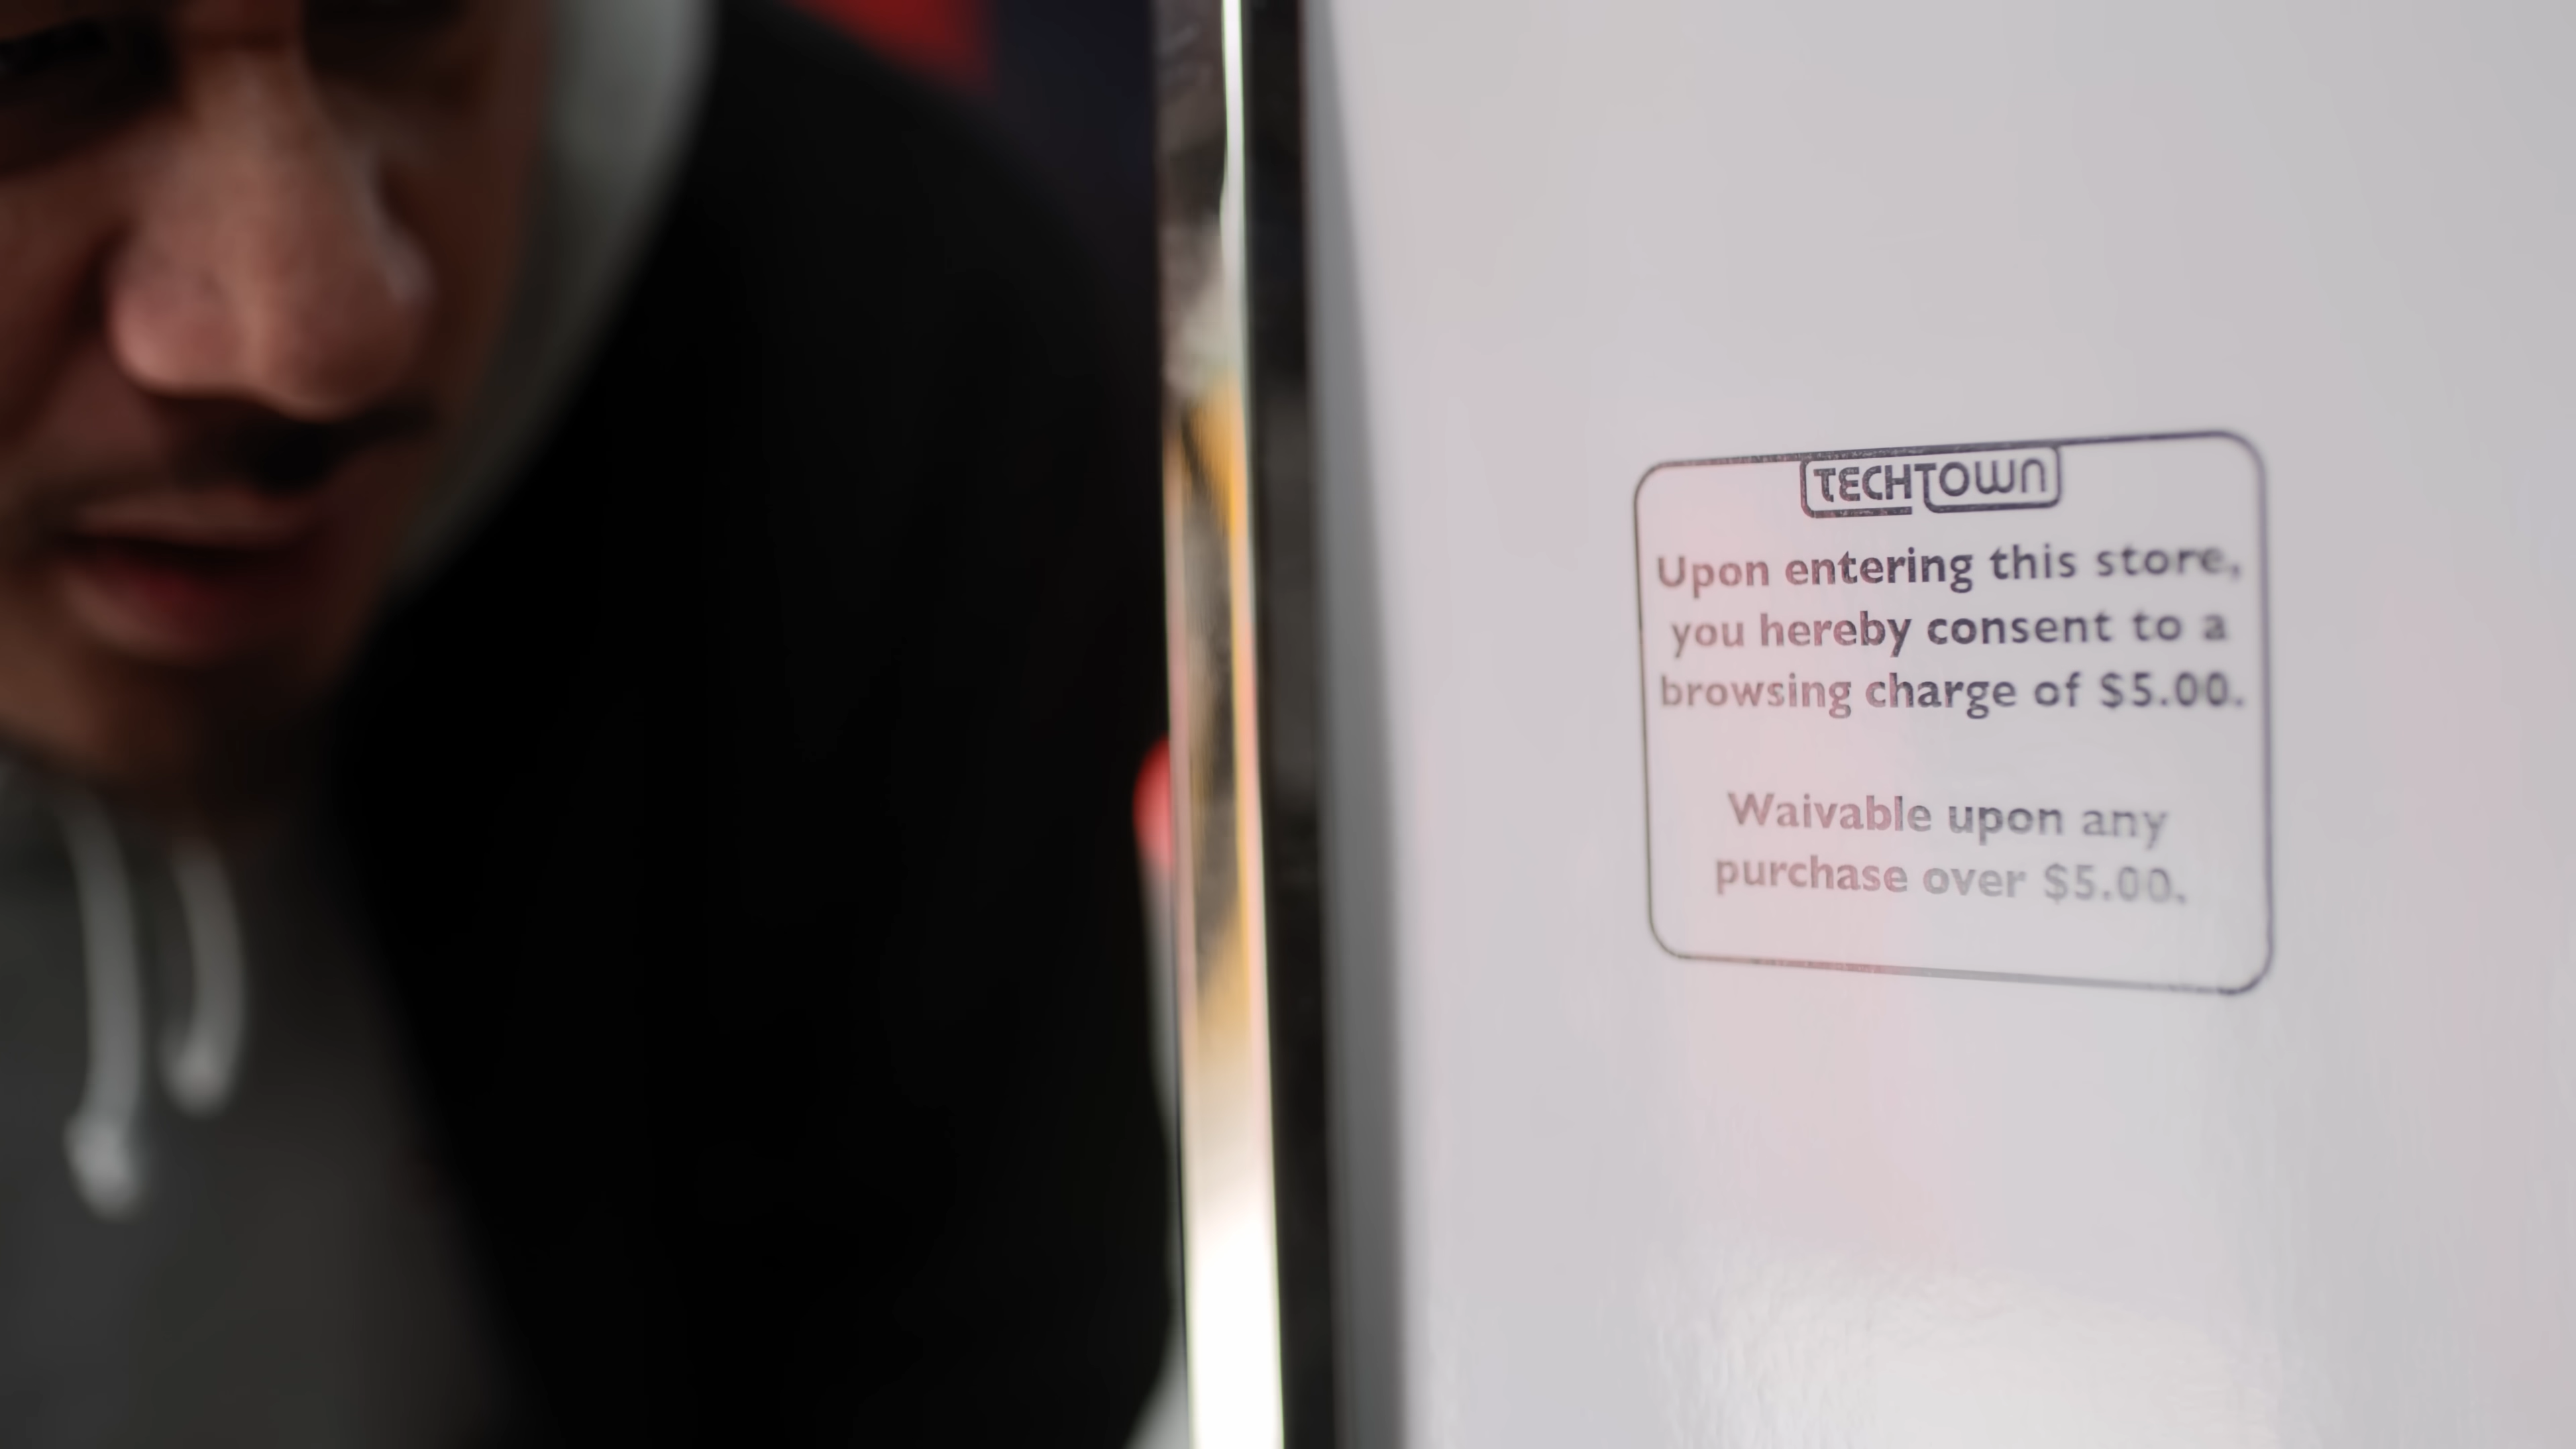 TECHTOWN
Upon entering this store,
you hereby consent to a
browsing charge of $5.00.
Waivable upon any
purchase over $5.00.